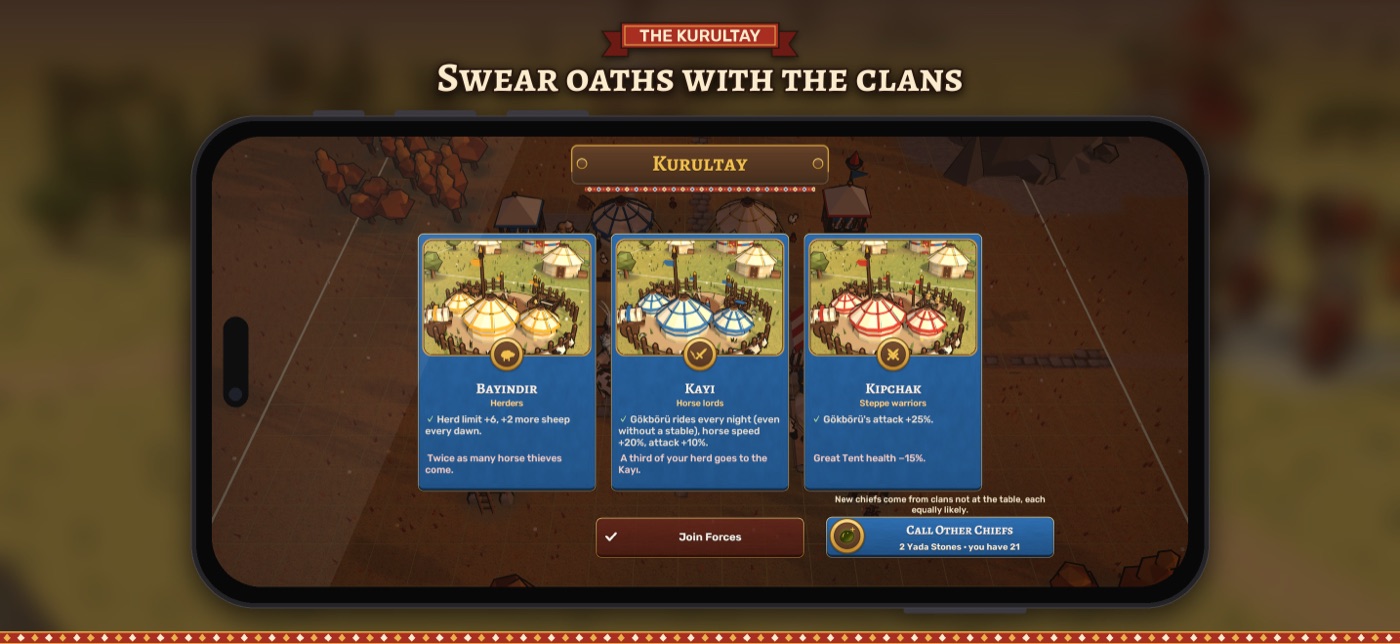 THE KURULTAY
SWEAR OATHS WITH THE CLANS
KURULTAY
BAYINDIR
Herders
✓ Herd limit +6, +2 more sheep
every dawn.
Twice as many horse thieves
come.
KAYI
Horse lords
✓ Gökbörü rides every night (even
without a stable), horse speed
+20%, attack +10%.
A third of your herd goes to the
Kayı.
KIPCHAK
Steppe warriors
✓ Gökbörü's attack +25%.
Great Tent health −15%.
New chiefs come from clans not at the table, each
equally likely.
✓ Join Forces
CALL OTHER CHIEFS
2 Yada Stones · you have 21